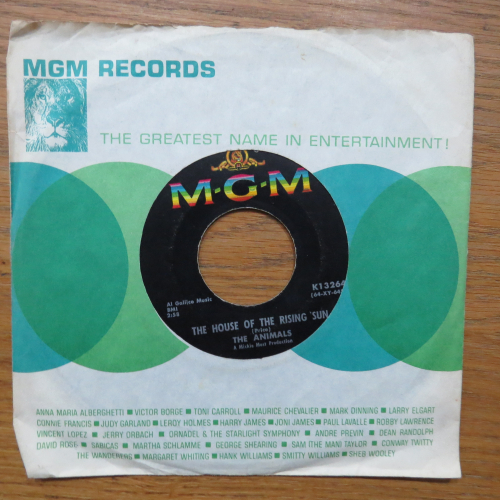 MGM RECORDS
THE GREATEST NAME IN ENTERTAINMENT!
M-G-M
K13264
Al Gallico Music
BMI
2:58
THE HOUSE OF THE RISING SUN
(Price)
THE ANIMALS
A Mickie Most Production
ANNA MARIA ALBERGHETTI ■ VICTOR BORGE ■ TONI CARROLL ■ MAURICE CHEVALIER ■ MARK DINNING ■ LARRY ELGART
CONNIE FRANCIS ■ JUDY GARLAND ■ LEROY HOLMES ■ HARRY JAMES ■ JONI JAMES ■ PAUL LAVALLE ■ ROBBY LAWRENCE
VINCENT LOPEZ ■ JERRY ORBACH ■ ORNADEL & THE STARLIGHT SYMPHONY ■ ANDRE PREVIN ■ DEAN RANDOLPH
DAVID ROSE ■ SABICAS ■ MARTHA SCHLAMME ■ GEORGE SHEARING ■ SAM (THE MAN) TAYLOR ■ CONWAY TWITTY
THE WANDERERS ■ MARGARET WHITING ■ HANK WILLIAMS ■ SMITTY WILLIAMS ■ SHEB WOOLEY